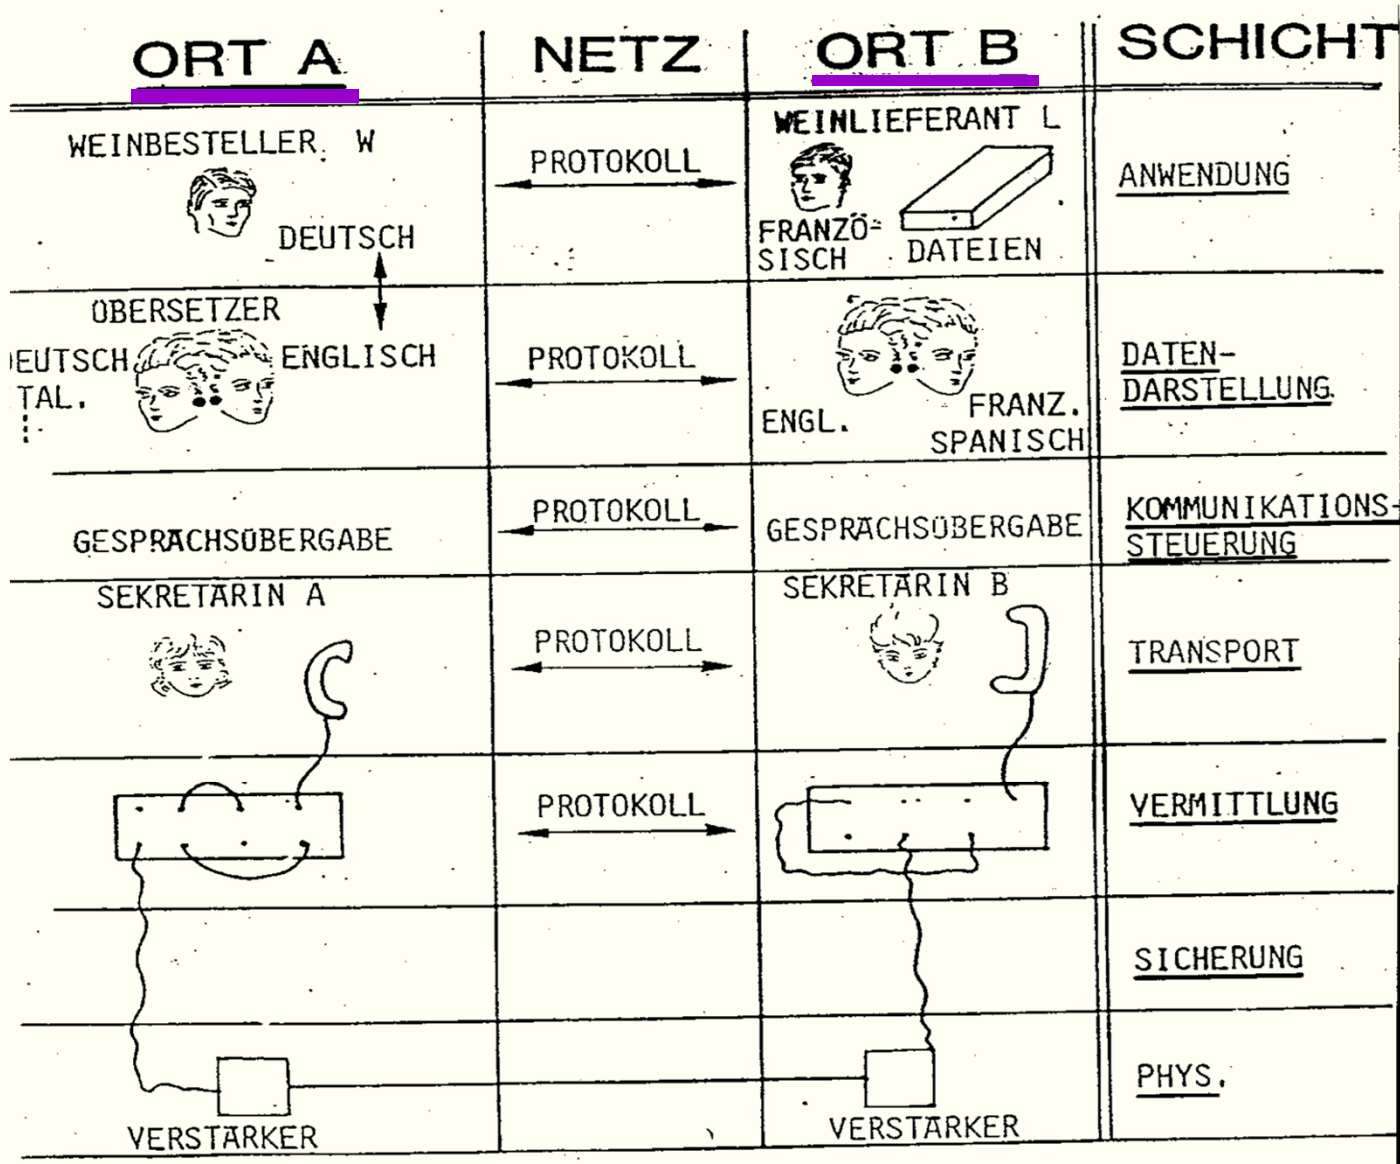 ORT A NETZ ORT B SCHICHT
WEINBESTELLER W
DEUTSCH
PROTOKOLL
WEINLIEFERANT L
FRANZÖ-
SISCH
DATEIEN
ANWENDUNG
ÜBERSETZER
EUTSCH
ENGLISCH
TAL.
PROTOKOLL
ENGL.
FRANZ.
SPANISCH
DATEN-
DARSTELLUNG
GESPRÄCHSÜBERGABE
PROTOKOLL
GESPRÄCHSÜBERGABE
KOMMUNIKATIONS-
STEUERUNG
SEKRETÄRIN A
PROTOKOLL
SEKRETÄRIN B
TRANSPORT
PROTOKOLL
VERMITTLUNG
SICHERUNG
VERSTÄRKER
VERSTÄRKER
PHYS.